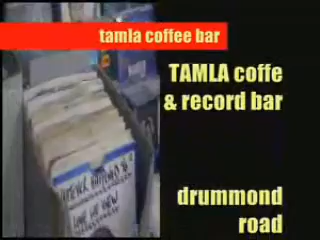 tamla coffee bar
TAMLA coffe
& record bar
drummond
road